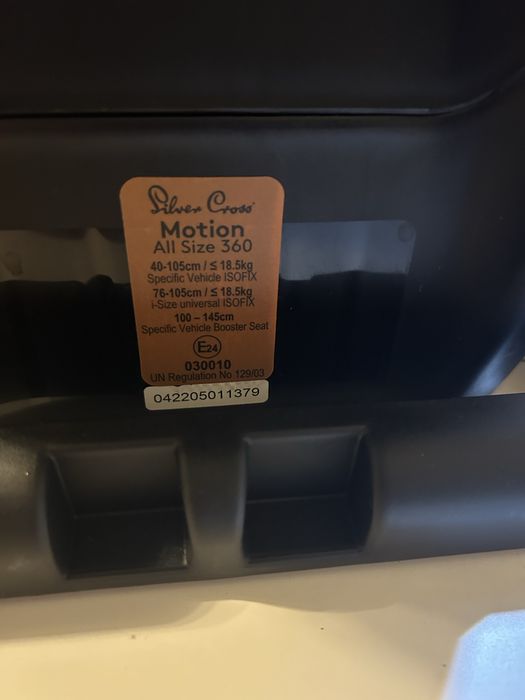 Silver Cross
Motion
All Size 360
40-105cm / ≤ 18.5kg
Specific Vehicle ISOFIX
76-105cm / ≤ 18.5kg
i-Size universal ISOFIX
100 – 145cm
Specific Vehicle Booster Seat
E24
030010
UN Regulation No 129/03
042205011379